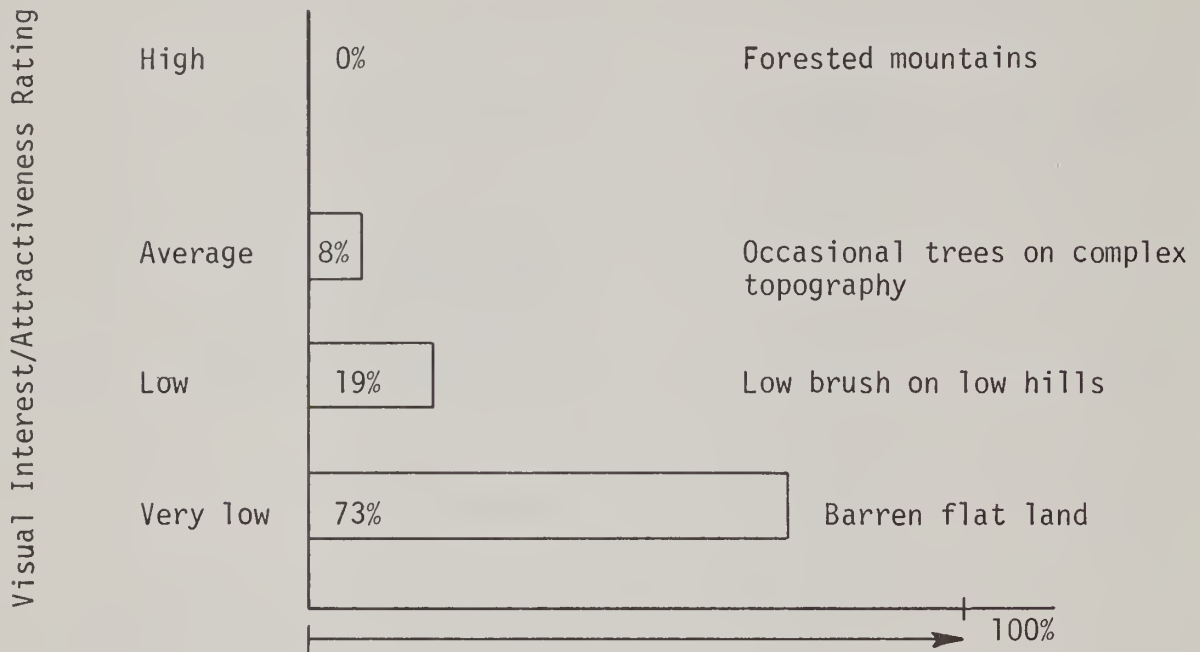 Visual Interest/Attractiveness Rating
High 0% Forested mountains
Average 8% Occasional trees on complex
topography
Low 19% Low brush on low hills
Very low 73% Barren flat land
100%